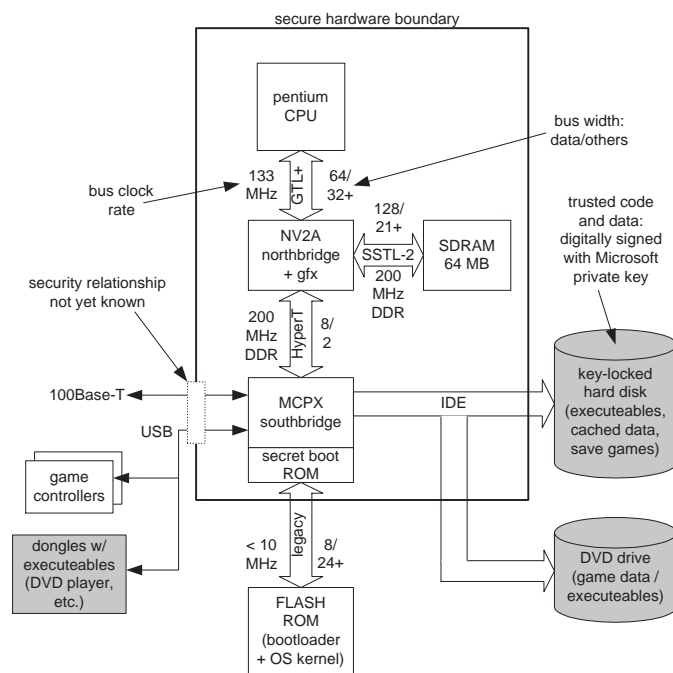 secure hardware boundary
pentium
CPU
bus width:
data/others
133
MHz
GTL+
64/
32+
bus clock
rate
128/
21+
NV2A
northbridge
+ gfx
SSTL-2
200
MHz
DDR
SDRAM
64 MB
trusted code
and data:
digitally signed
with Microsoft
private key
security relationship
not yet known
200
MHz
DDR
HyperT
8/
2
100Base-T
USB
MCPX
southbridge
secret boot
ROM
IDE
key-locked
hard disk
(executeables,
cached data,
save games)
game
controllers
dongles w/
executeables
(DVD player,
etc.)
< 10
MHz
legacy
8/
24+
DVD drive
(game data /
executeables)
FLASH
ROM
(bootloader
+ OS kernel)